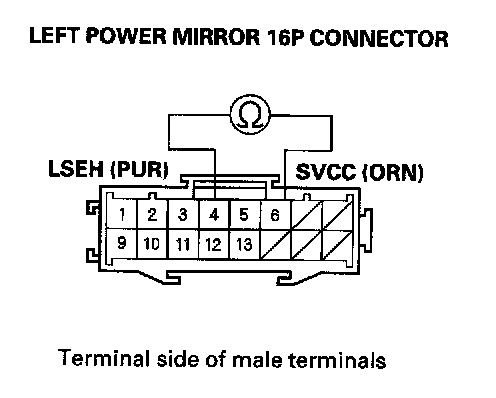 LEFT POWER MIRROR 16P CONNECTOR
Ω
LSEH (PUR) SVCC (ORN)
1 2 3 4 5 6
9 10 11 12 13
Terminal side of male terminals